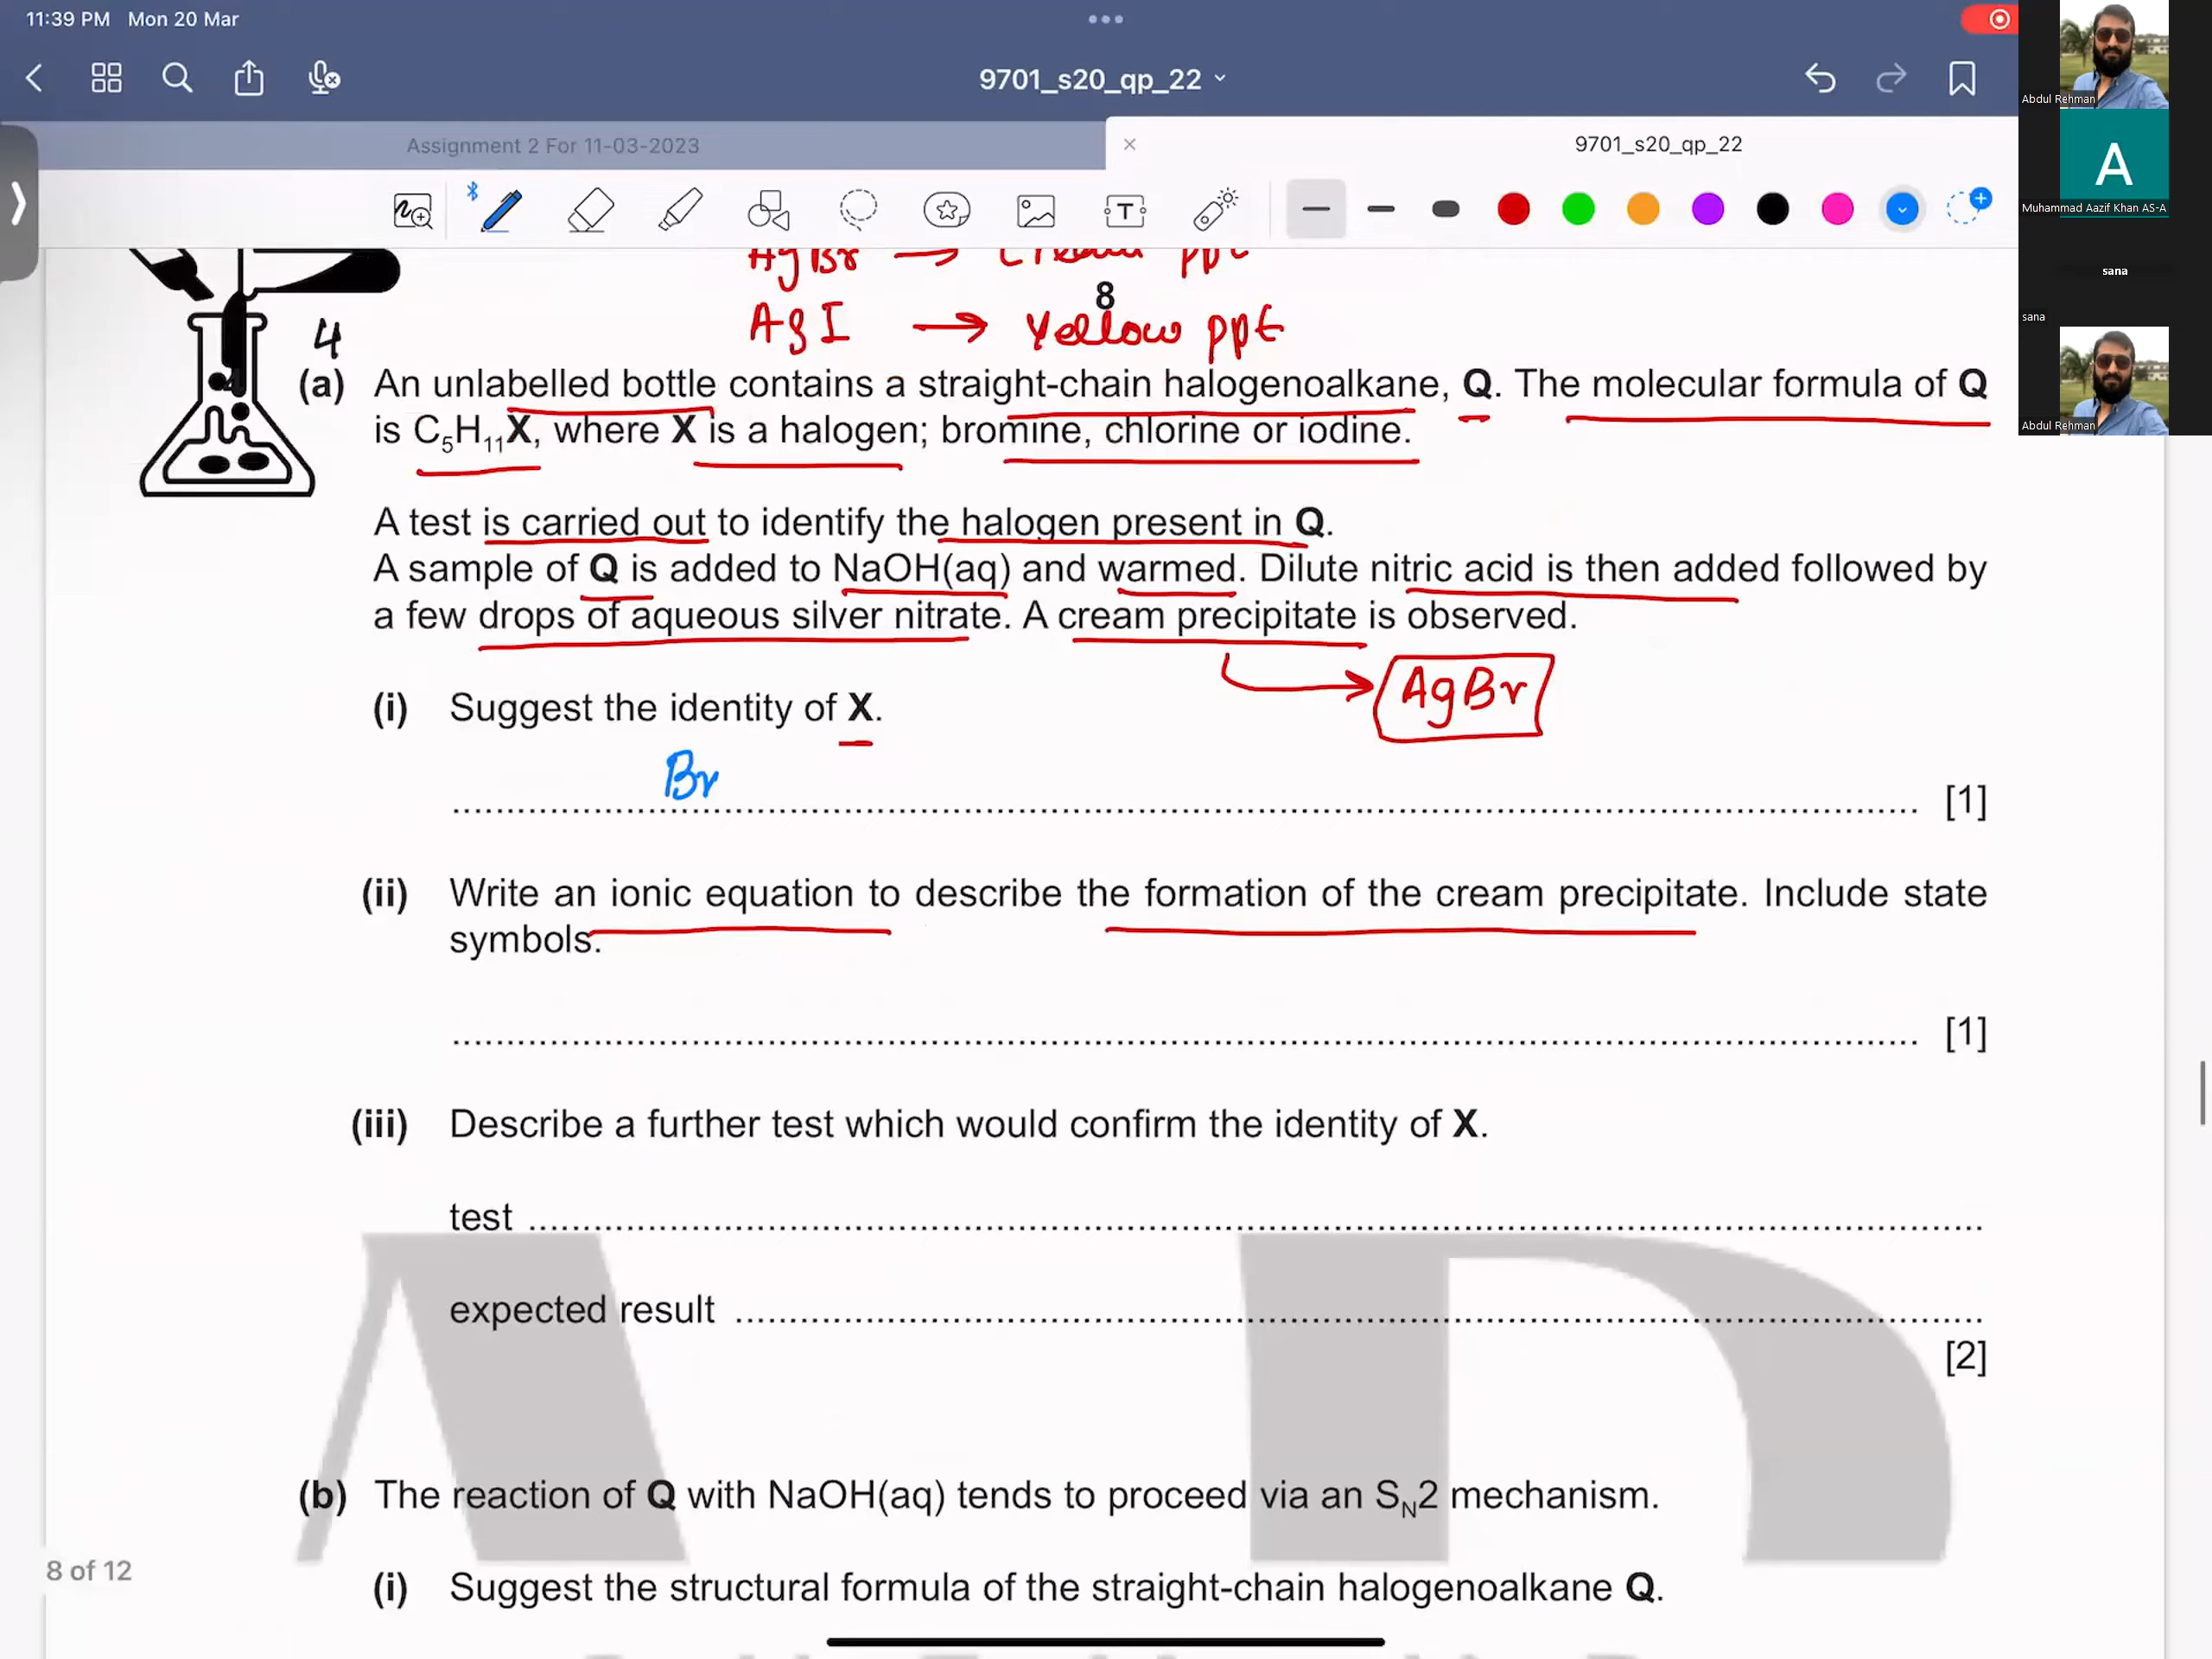 11:39 PM Mon 20 Mar
9701_s20_qp_22
Assignment 2 For 11-03-2023
9701_s20_qp_22
T
Abdul Rehman
A
Muhammad Aazif Khan AS-A
sana
sana
Abdul Rehman
AgBr → Cream ppt
8
AgI → Yellow ppt
4
(a) An unlabelled bottle contains a straight-chain halogenoalkane, Q. The molecular formula of Q
is C₅H₁₁X, where X is a halogen; bromine, chlorine or iodine.
A test is carried out to identify the halogen present in Q.
A sample of Q is added to NaOH(aq) and warmed. Dilute nitric acid is then added followed by
a few drops of aqueous silver nitrate. A cream precipitate is observed.
AgBr
(i) Suggest the identity of X.
Br
[1]
(ii) Write an ionic equation to describe the formation of the cream precipitate. Include state
symbols.
[1]
(iii) Describe a further test which would confirm the identity of X.
test
expected result
[2]
(b) The reaction of Q with NaOH(aq) tends to proceed via an Sₙ2 mechanism.
8 of 12
(i) Suggest the structural formula of the straight-chain halogenoalkane Q.